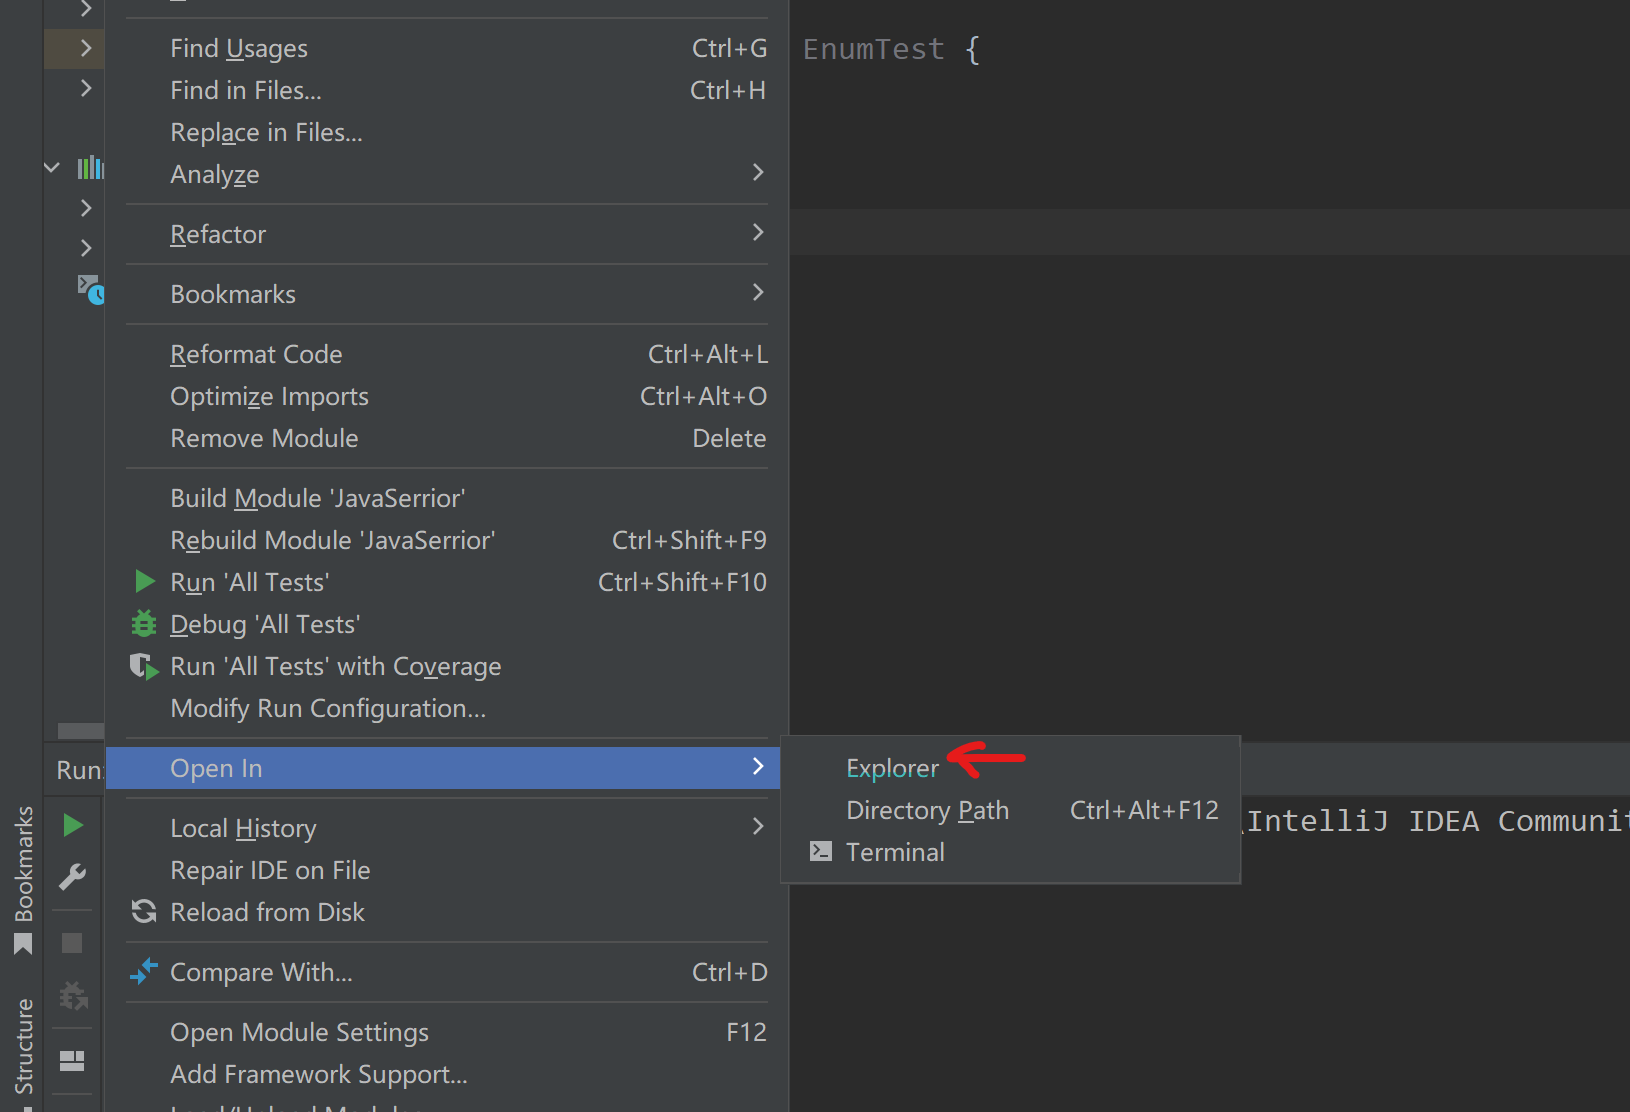 Find Usages Ctrl+G
EnumTest {
Find in Files... Ctrl+H
Replace in Files...
Analyze
Refactor
Bookmarks
Reformat Code Ctrl+Alt+L
Optimize Imports Ctrl+Alt+O
Remove Module Delete
Build Module 'JavaSerrior'
Rebuild Module 'JavaSerrior' Ctrl+Shift+F9
Run 'All Tests' Ctrl+Shift+F10
Debug 'All Tests'
Run 'All Tests' with Coverage
Modify Run Configuration...
Run:
Open In
Explorer
Directory Path Ctrl+Alt+F12
\IntelliJ IDEA Communit
Terminal
Local History
Repair IDE on File
Reload from Disk
Compare With... Ctrl+D
Open Module Settings F12
Add Framework Support...
Bookmarks
Structure